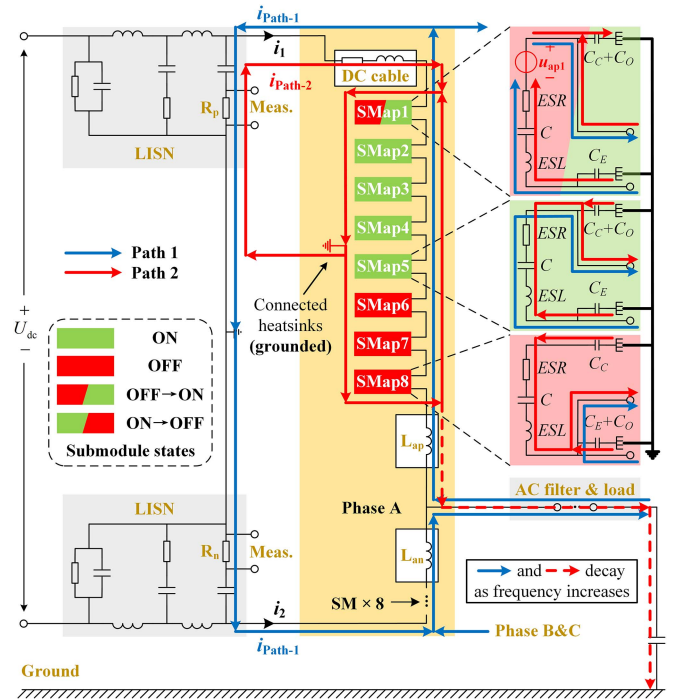 i_Path-1
i_1
DC cable
i_Path-2
R_p
Meas.
LISN
SMap1
SMap2
SMap3
SMap4
SMap5
SMap6
SMap7
SMap8
+
u_ap1
−
C_C+C_O
ESR
C
ESL
C_E
C_C+C_O
ESR
C
ESL
C_E
C_C
ESR
C
ESL
C_E+C_O
Path 1
Path 2
Connected
heatsinks
(grounded)
+
U_dc
−
ON
OFF
OFF→ON
ON→OFF
Submodule states
L_ap
Phase A
AC filter & load
LISN
R_n
Meas.
L_an
SM × 8
and decay
as frequency increases
i_2
i_Path-1
Phase B&C
Ground